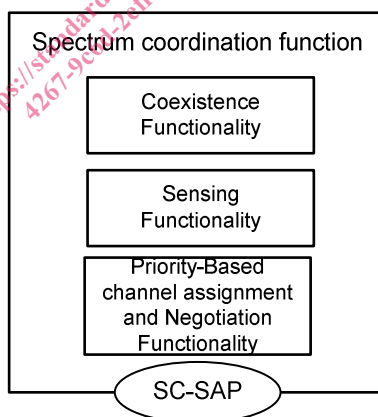 Spectrum coordination function
Coexistence
Functionality
Sensing
Functionality
Priority-Based
channel assignment
and Negotiation
Functionality
SC-SAP